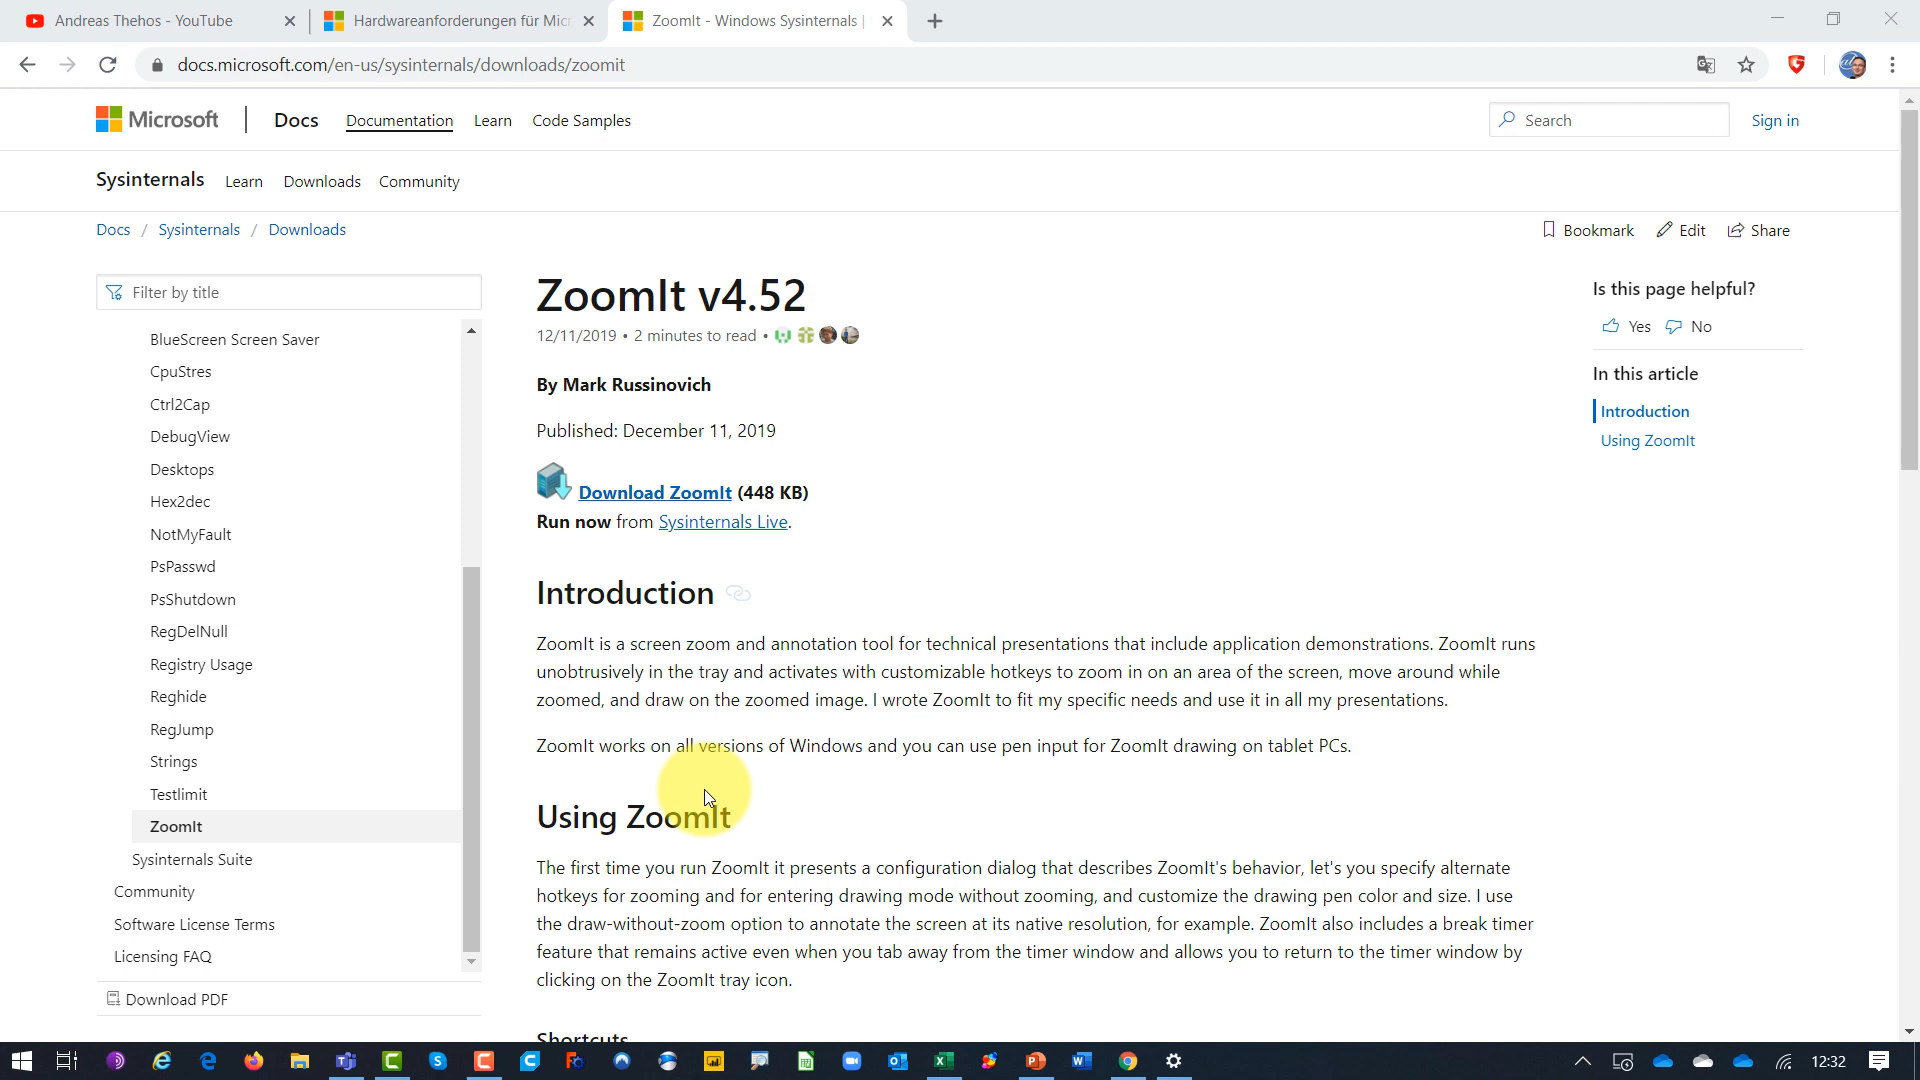 Andreas Thehos - YouTube
Hardwareanforderungen für Micr
ZoomIt - Windows Sysinternals |
docs.microsoft.com/en-us/sysinternals/downloads/zoomit
Microsoft
Docs
Documentation
Learn
Code Samples
Search
Sign in
Sysinternals
Learn
Downloads
Community
Docs / Sysinternals / Downloads
Bookmark
Edit
Share
Filter by title
BlueScreen Screen Saver
CpuStres
Ctrl2Cap
DebugView
Desktops
Hex2dec
NotMyFault
PsPasswd
PsShutdown
RegDelNull
Registry Usage
Reghide
RegJump
Strings
Testlimit
ZoomIt
Sysinternals Suite
Community
Software License Terms
Licensing FAQ
Download PDF
ZoomIt v4.52
12/11/2019 • 2 minutes to read •
By Mark Russinovich
Published: December 11, 2019
Download ZoomIt (448 KB)
Run now from Sysinternals Live.
Introduction
ZoomIt is a screen zoom and annotation tool for technical presentations that include application demonstrations. ZoomIt runs
unobtrusively in the tray and activates with customizable hotkeys to zoom in on an area of the screen, move around while
zoomed, and draw on the zoomed image. I wrote ZoomIt to fit my specific needs and use it in all my presentations.
ZoomIt works on all versions of Windows and you can use pen input for ZoomIt drawing on tablet PCs.
Using ZoomIt
The first time you run ZoomIt it presents a configuration dialog that describes ZoomIt's behavior, let's you specify alternate
hotkeys for zooming and for entering drawing mode without zooming, and customize the drawing pen color and size. I use
the draw-without-zoom option to annotate the screen at its native resolution, for example. ZoomIt also includes a break timer
feature that remains active even when you tab away from the timer window and allows you to return to the timer window by
clicking on the ZoomIt tray icon.
Shortcuts
Is this page helpful?
Yes
No
In this article
Introduction
Using ZoomIt
12:32